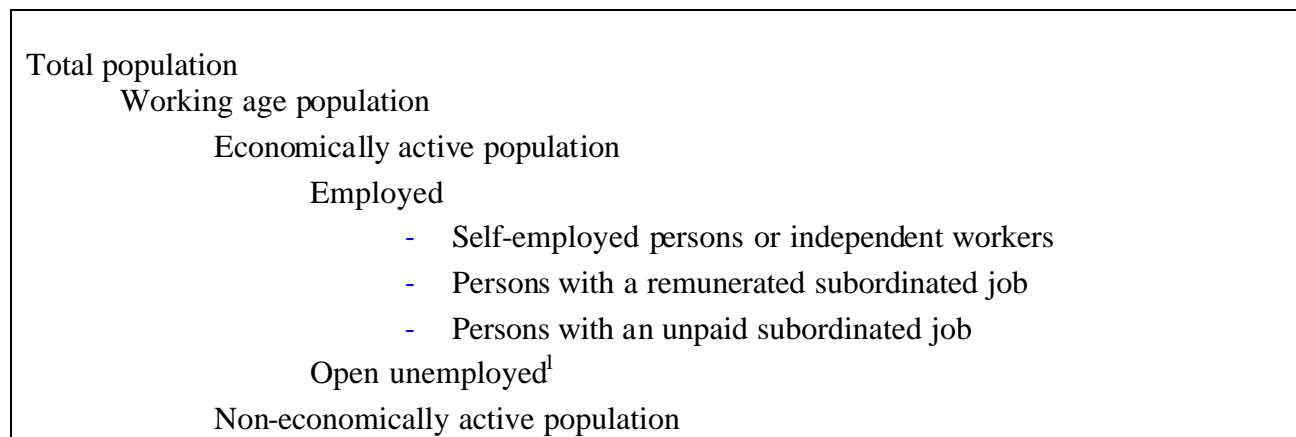 Total population
Working age population
Economically active population
Employed
- Self-employed persons or independent workers
- Persons with a remunerated subordinated job
- Persons with an unpaid subordinated job
Open unemployed¹
Non-economically active population